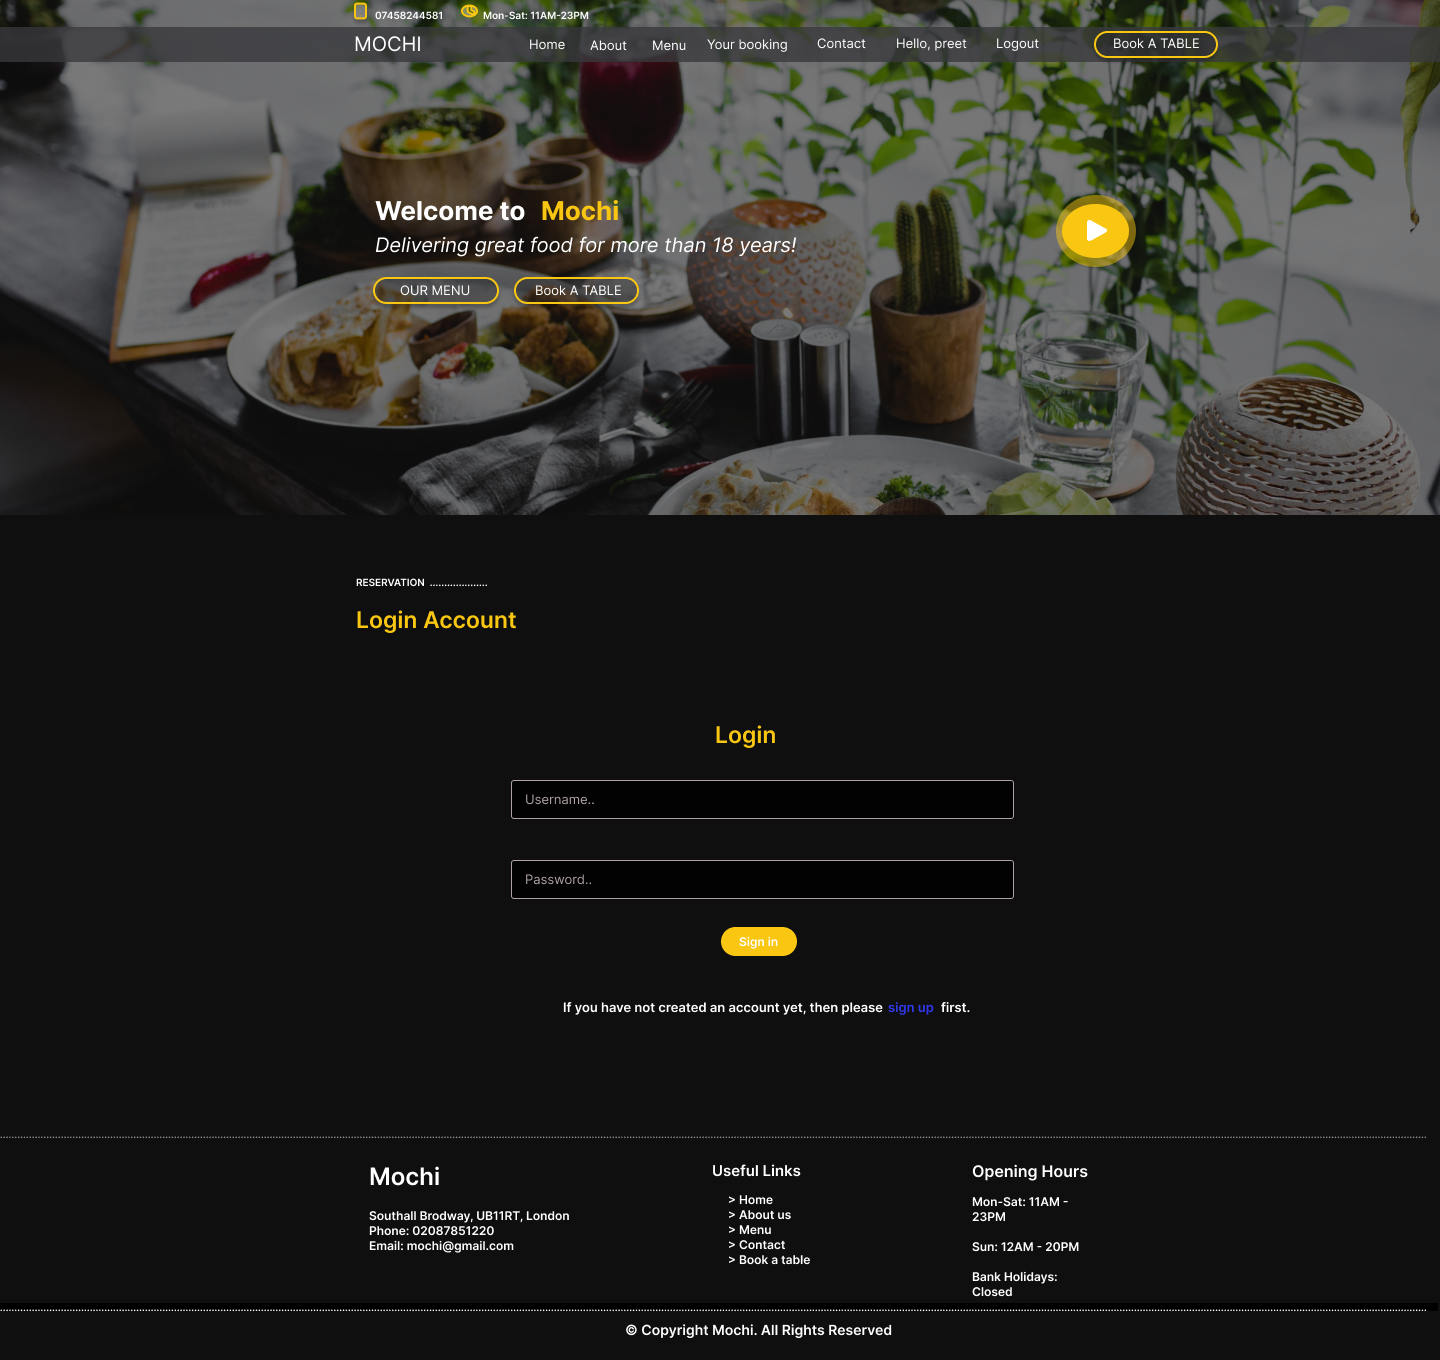 07458244581 Mon-Sat: 11AM-23PM
MOCHI Home About Menu Your booking Contact Hello, preet Logout Book A TABLE
Welcome to Mochi
Delivering great food for more than 18 years!
OUR MENU Book A TABLE
RESERVATION ....................
Login Account
Login
Username..
Password..
Sign in
If you have not created an account yet, then please sign up first.
Mochi
Southall Brodway, UB11RT, London
Phone: 02087851220
Email: mochi@gmail.com
Useful Links
> Home
> About us
> Menu
> Contact
> Book a table
Opening Hours
Mon-Sat: 11AM -
23PM
Sun: 12AM - 20PM
Bank Holidays:
Closed
© Copyright Mochi. All Rights Reserved